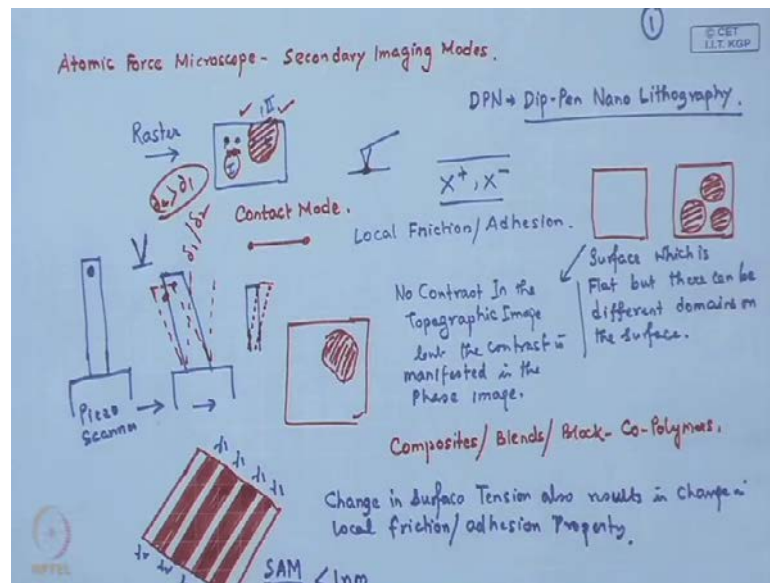 1
© CET
I.I.T. KGP
Atomic Force Microscope - Secondary Imaging Modes.
DPN → Dip-Pen Nano Lithography.
Raster
II
I
δ2 > δ1
Contact Mode.
X+, X-
Local Friction/Adhesion.
Surface which is
Flat but there can be
different domains on
the Surface.
No Contrast In the
Topographic Image
but the contrast is
manifested in the
Phase image.
Piezo
Scanner
Composites/Blends/Block-Co-Polymers.
Change in Surface Tension also results in change in
local friction/adhesion Property.
SAM < 1nm
NPTEL